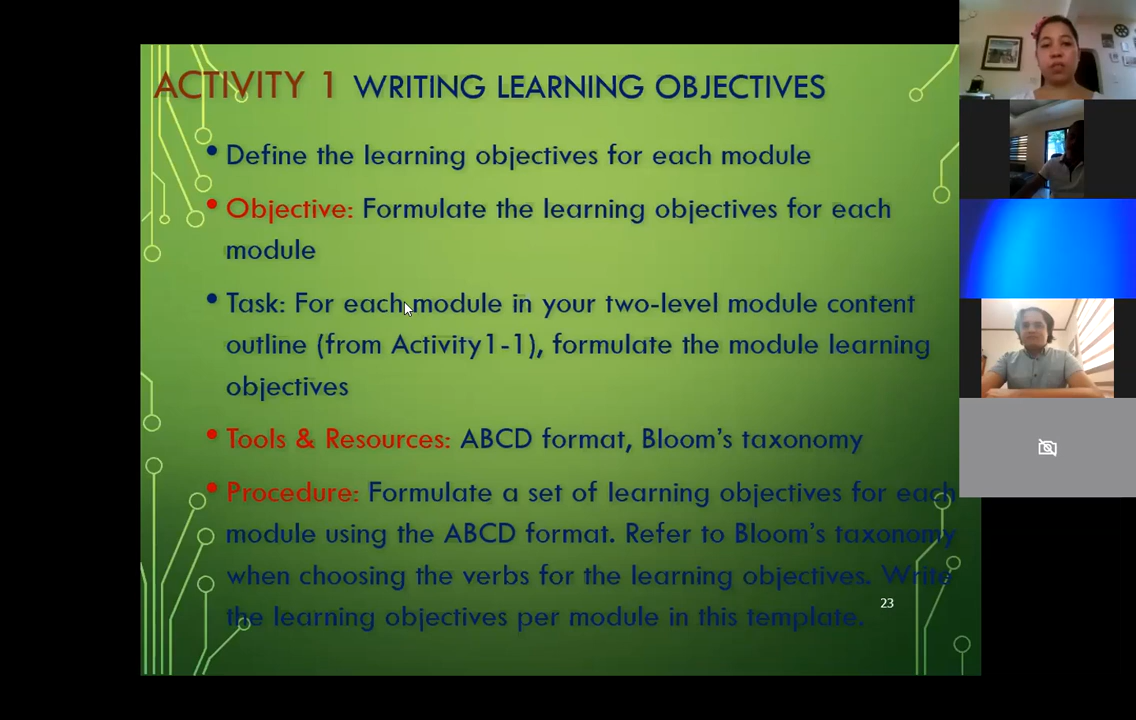 ACTIVITY 1 WRITING LEARNING OBJECTIVES
• Define the learning objectives for each module
• Objective: Formulate the learning objectives for each
module
• Task: For each module in your two-level module content
outline (from Activity1-1), formulate the module learning
objectives
• Tools & Resources: ABCD format, Bloom's taxonomy
• Procedure: Formulate a set of learning objectives for each
module using the ABCD format. Refer to Bloom's taxonomy
when choosing the verbs for the learning objectives. Write
the learning objectives per module in this template.
23